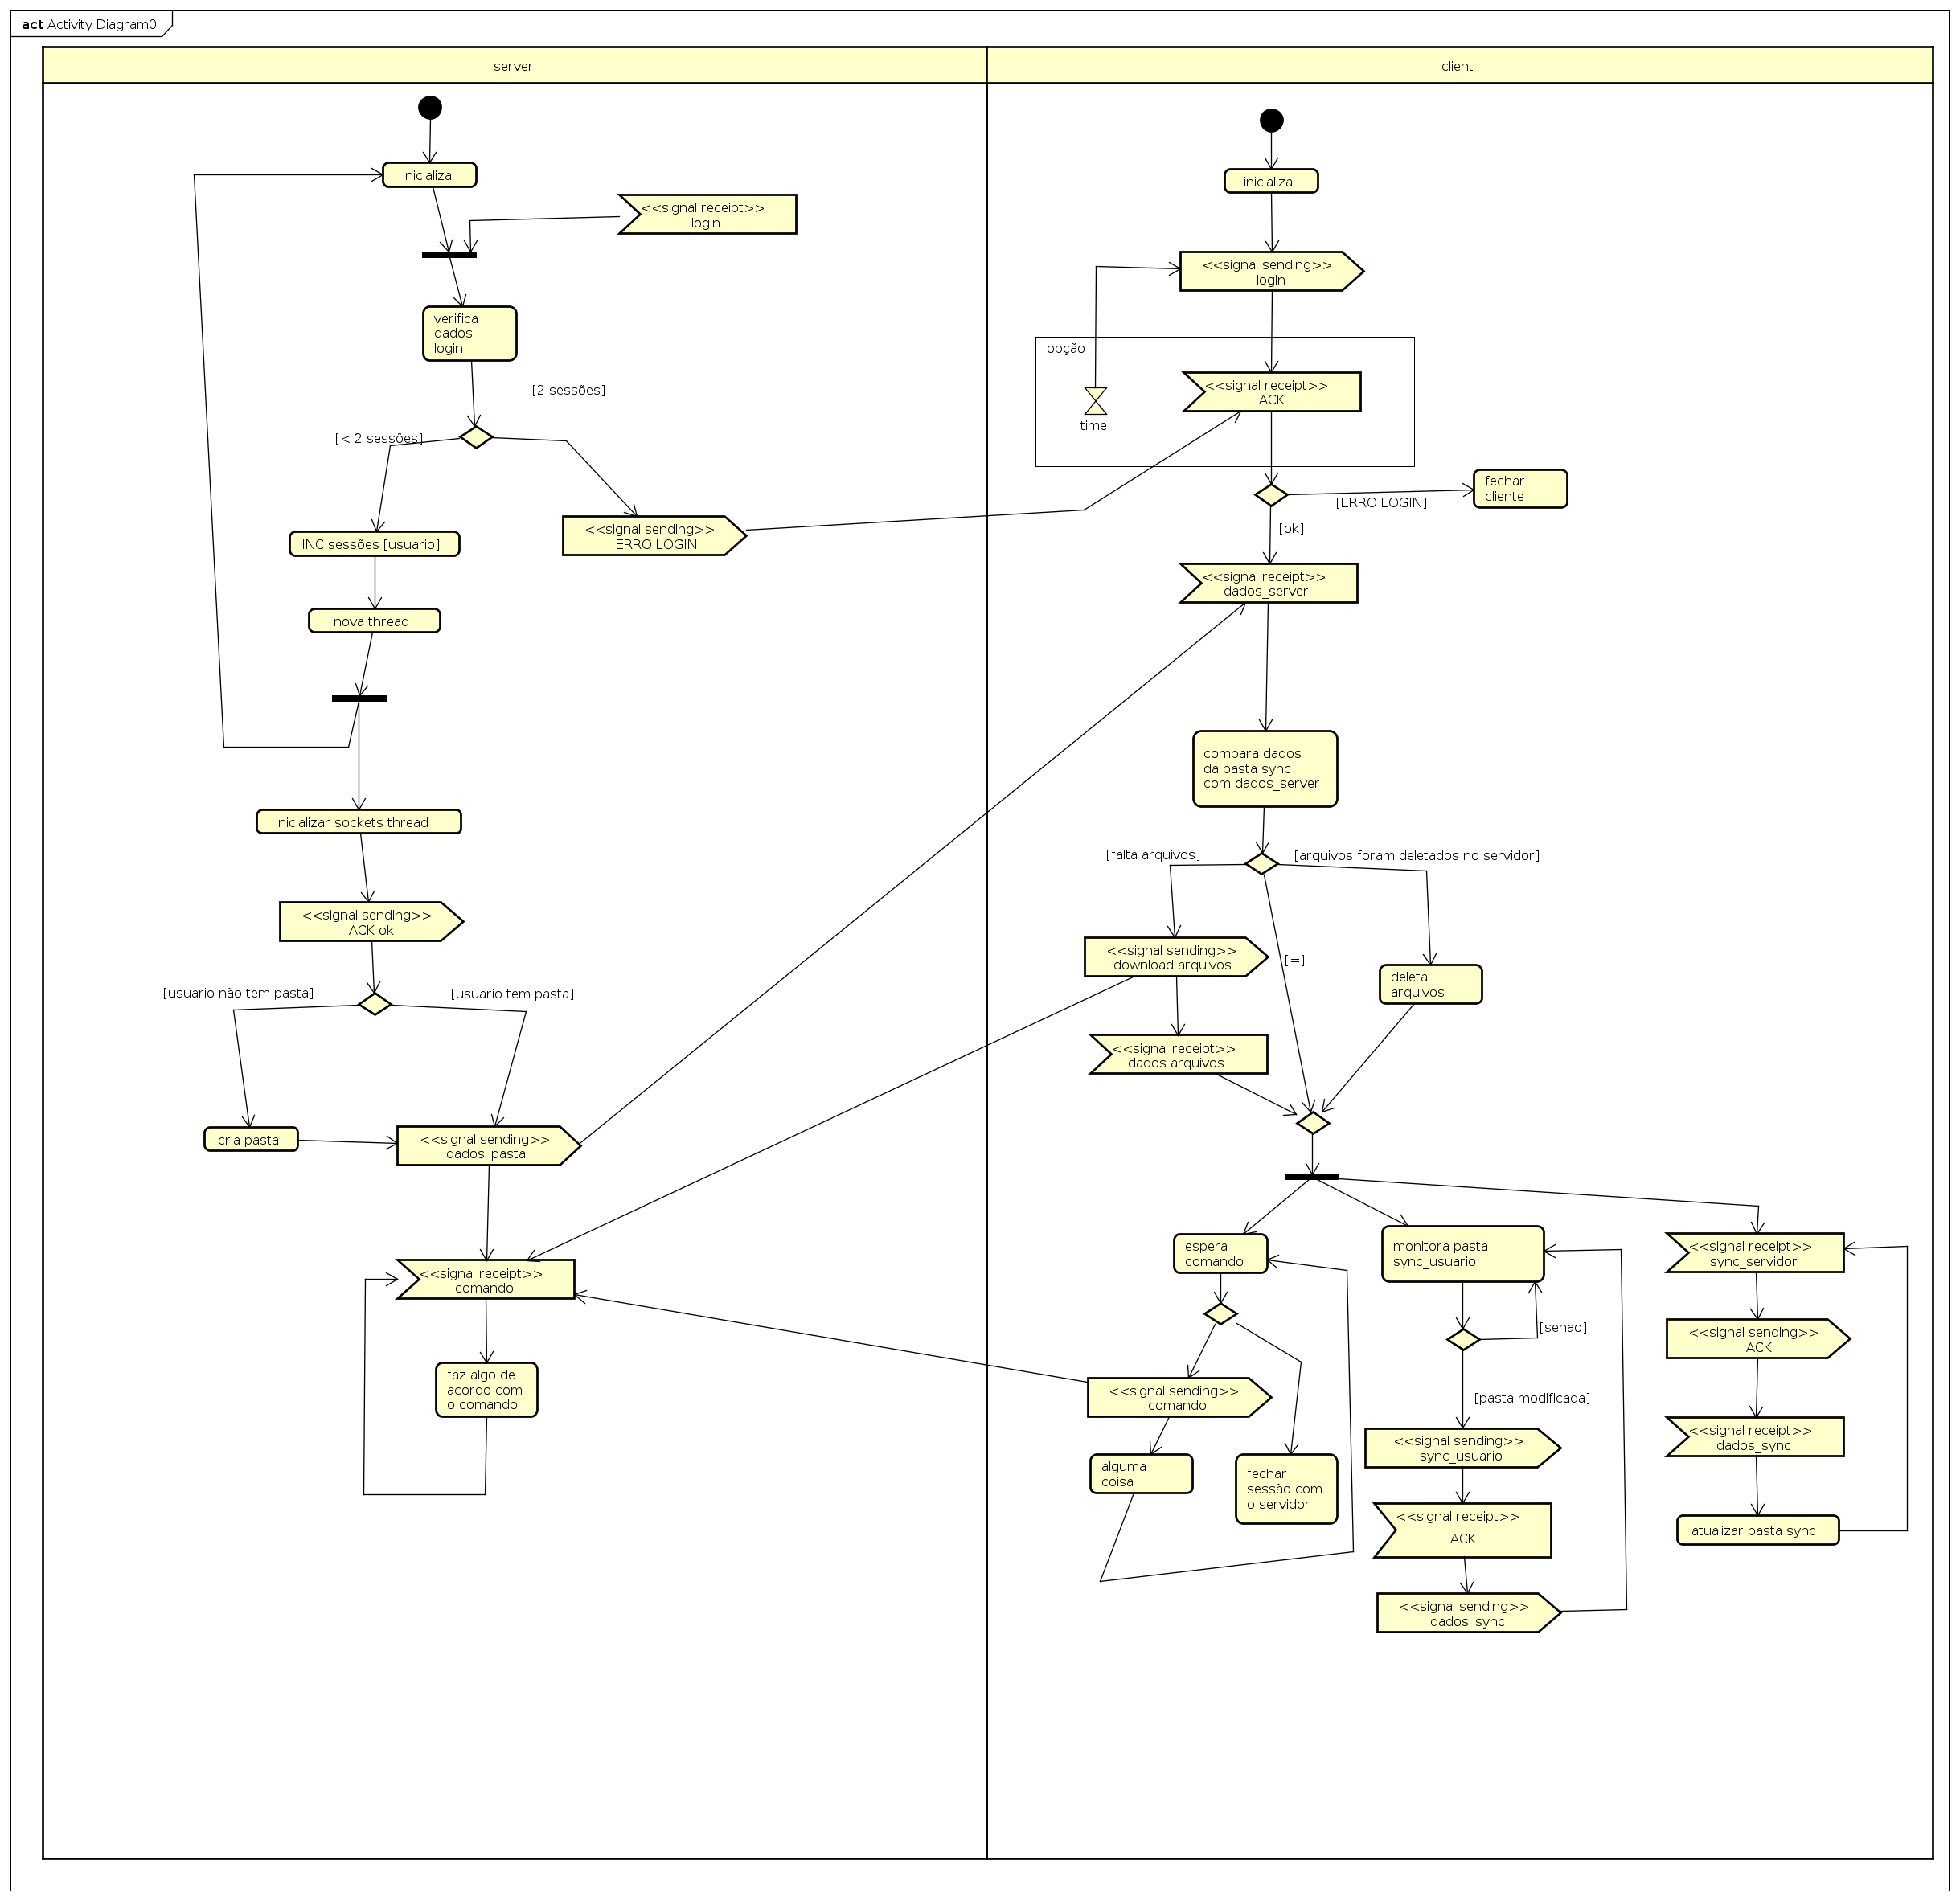 act Activity Diagram0
server
client
inicializa
<<signal receipt>>
login
verifica
dados
login
[2 sessões]
[< 2 sessões]
<<signal sending>>
ERRO LOGIN
INC sessões [usuario]
nova thread
inicializar sockets thread
<<signal sending>>
ACK ok
[usuario não tem pasta]
[usuario tem pasta]
cria pasta
<<signal sending>>
dados_pasta
<<signal receipt>>
comando
faz algo de
acordo com
o comando
inicializa
<<signal sending>>
login
opção
<<signal receipt>>
ACK
time
fechar
cliente
[ERRO LOGIN]
[ok]
<<signal receipt>>
dados_server
compara dados
da pasta sync
com dados_server
[falta arquivos]
[arquivos foram deletados no servidor]
<<signal sending>>
download arquivos
[=]
deleta
arquivos
<<signal receipt>>
dados arquivos
espera
comando
<<signal sending>>
comando
alguma
coisa
fechar
sessão com
o servidor
monitora pasta
sync_usuario
[senao]
[pasta modificada]
<<signal sending>>
sync_usuario
<<signal receipt>>
ACK
<<signal sending>>
dados_sync
<<signal receipt>>
sync_servidor
<<signal sending>>
ACK
<<signal receipt>>
dados_sync
atualizar pasta sync